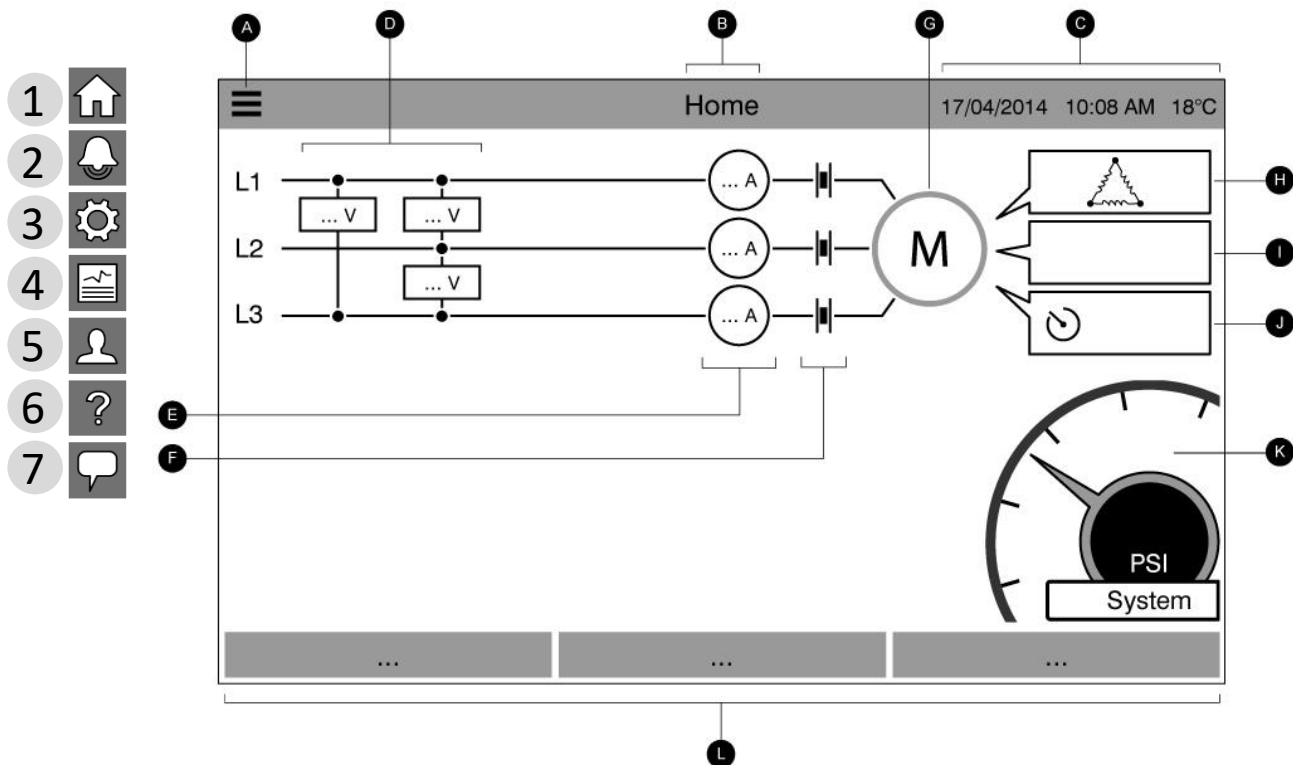 A D B G C
1
2
3
4
5
6
7
Home 17/04/2014 10:08 AM 18°C
L1 ... A
... V ... V
L2 ... A M
... V
L3 ... A
H
I
J
E
F
K
PSI
System
... ... ...
L